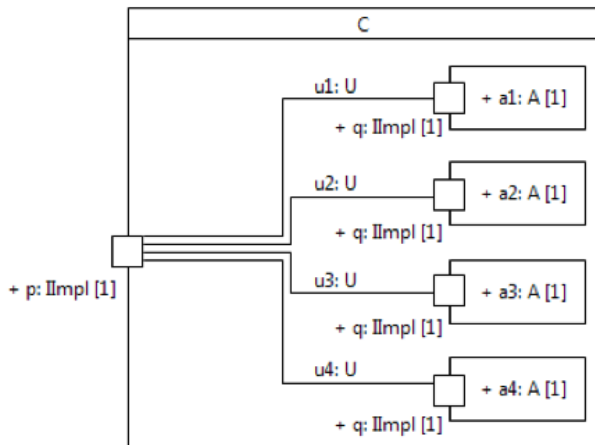 C
u1: U
+ a1: A [1]
+ q: IImpl [1]
u2: U
+ a2: A [1]
+ q: IImpl [1]
+ p: IImpl [1]
u3: U
+ a3: A [1]
+ q: IImpl [1]
u4: U
+ a4: A [1]
+ q: IImpl [1]